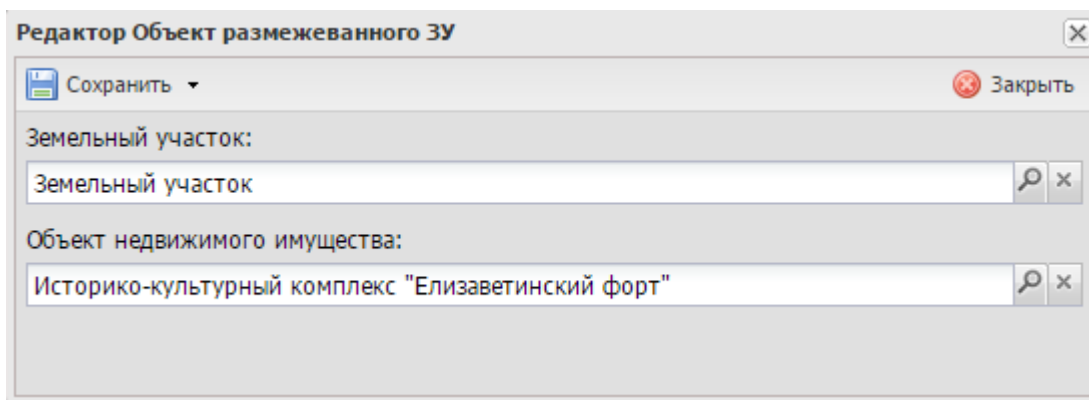 Редактор Объект размежеванного ЗУ
Сохранить
Закрыть
Земельный участок:
Земельный участок
Объект недвижимого имущества:
Историко-культурный комплекс "Елизаветинский форт"